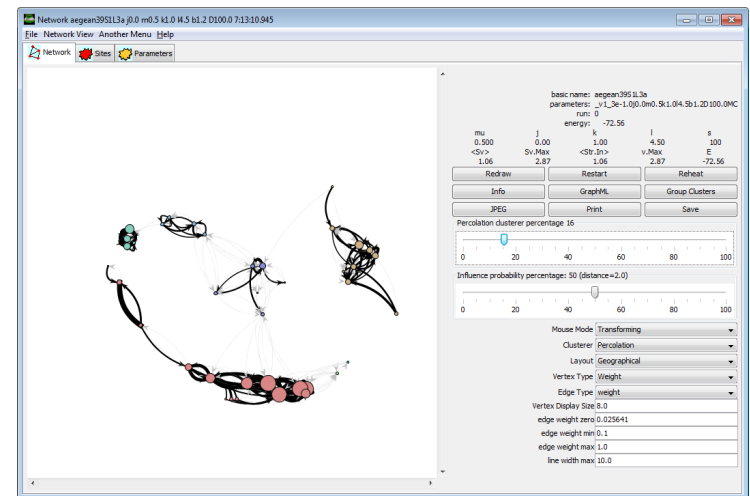 Network aegean39S1L3a j0.0 m0.5 k1.0 l4.5 b1.2 D100.0 7:13:10.945
File Network View Another Menu Help
Network Sites Parameters
basic name: aegean39S1L3a
parameters: _v1_3e-1.0j0.0m0.5k1.0l4.5b1.2D100.0MC
run: 0
energy: -72.56
mu j k l s
0.500 0.00 1.00 4.50 100
<Sv> Sv.Max <Str.In> v.Max E
1.06 2.87 1.06 2.87 -72.56
Redraw Restart Reheat
Info GraphML Group Clusters
JPEG Print Save
Percolation clusterer percentage 16
0 20 40 60 80 100
Influence probability percentage: 50 (distance=2.0)
0 20 40 60 80 100
Mouse Mode Transforming
Clusterer Percolation
Layout Geographical
Vertex Type Weight
Edge Type weight
Vertex Display Size 8.0
edge weight zero 0.025641
edge weight min 0.1
edge weight max 1.0
line width max 10.0